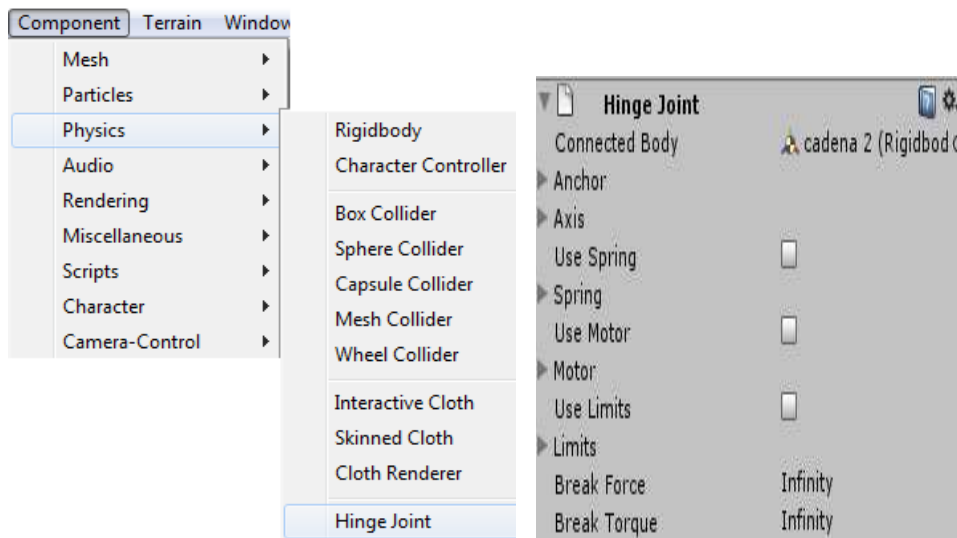 Component Terrain Window
Mesh
Particles
Physics
Audio
Rendering
Miscellaneous
Scripts
Character
Camera-Control
Rigidbody
Character Controller
Box Collider
Sphere Collider
Capsule Collider
Mesh Collider
Wheel Collider
Interactive Cloth
Skinned Cloth
Cloth Renderer
Hinge Joint
Hinge Joint
Connected Body cadena 2 (Rigidbod
Anchor
Axis
Use Spring
Spring
Use Motor
Motor
Use Limits
Limits
Break Force Infinity
Break Torque Infinity